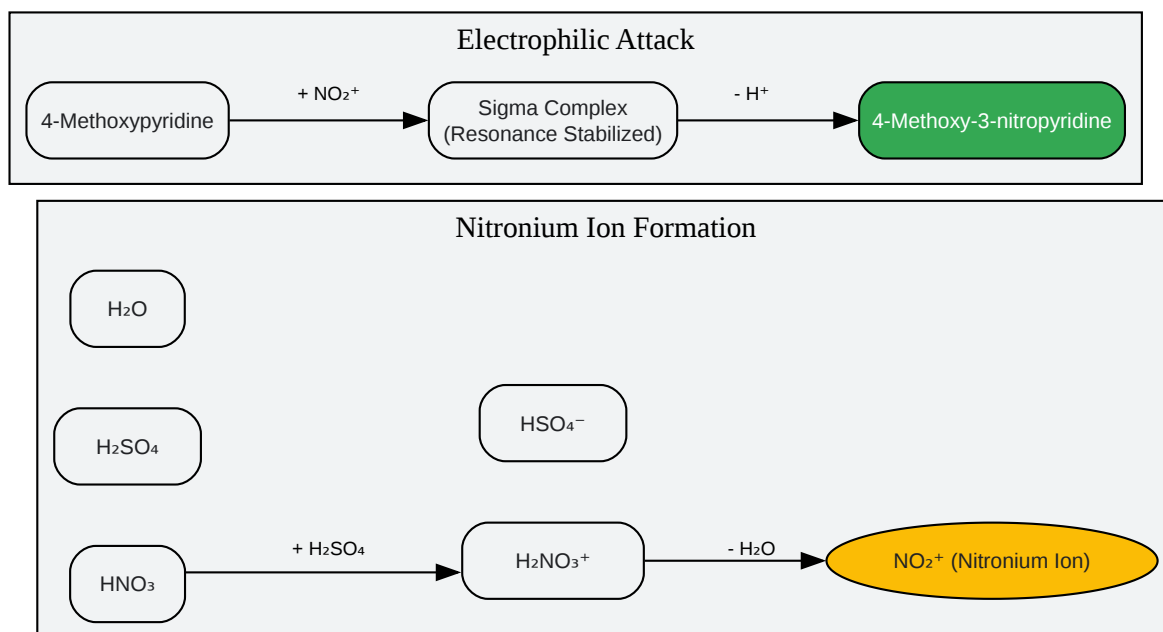 Electrophilic Attack
4-Methoxypyridine
+ NO₂⁺
Sigma Complex
(Resonance Stabilized)
- H⁺
4-Methoxy-3-nitropyridine
Nitronium Ion Formation
H₂O
H₂SO₄
HSO₄⁻
HNO₃
+ H₂SO₄
H₂NO₃⁺
- H₂O
NO₂⁺ (Nitronium Ion)